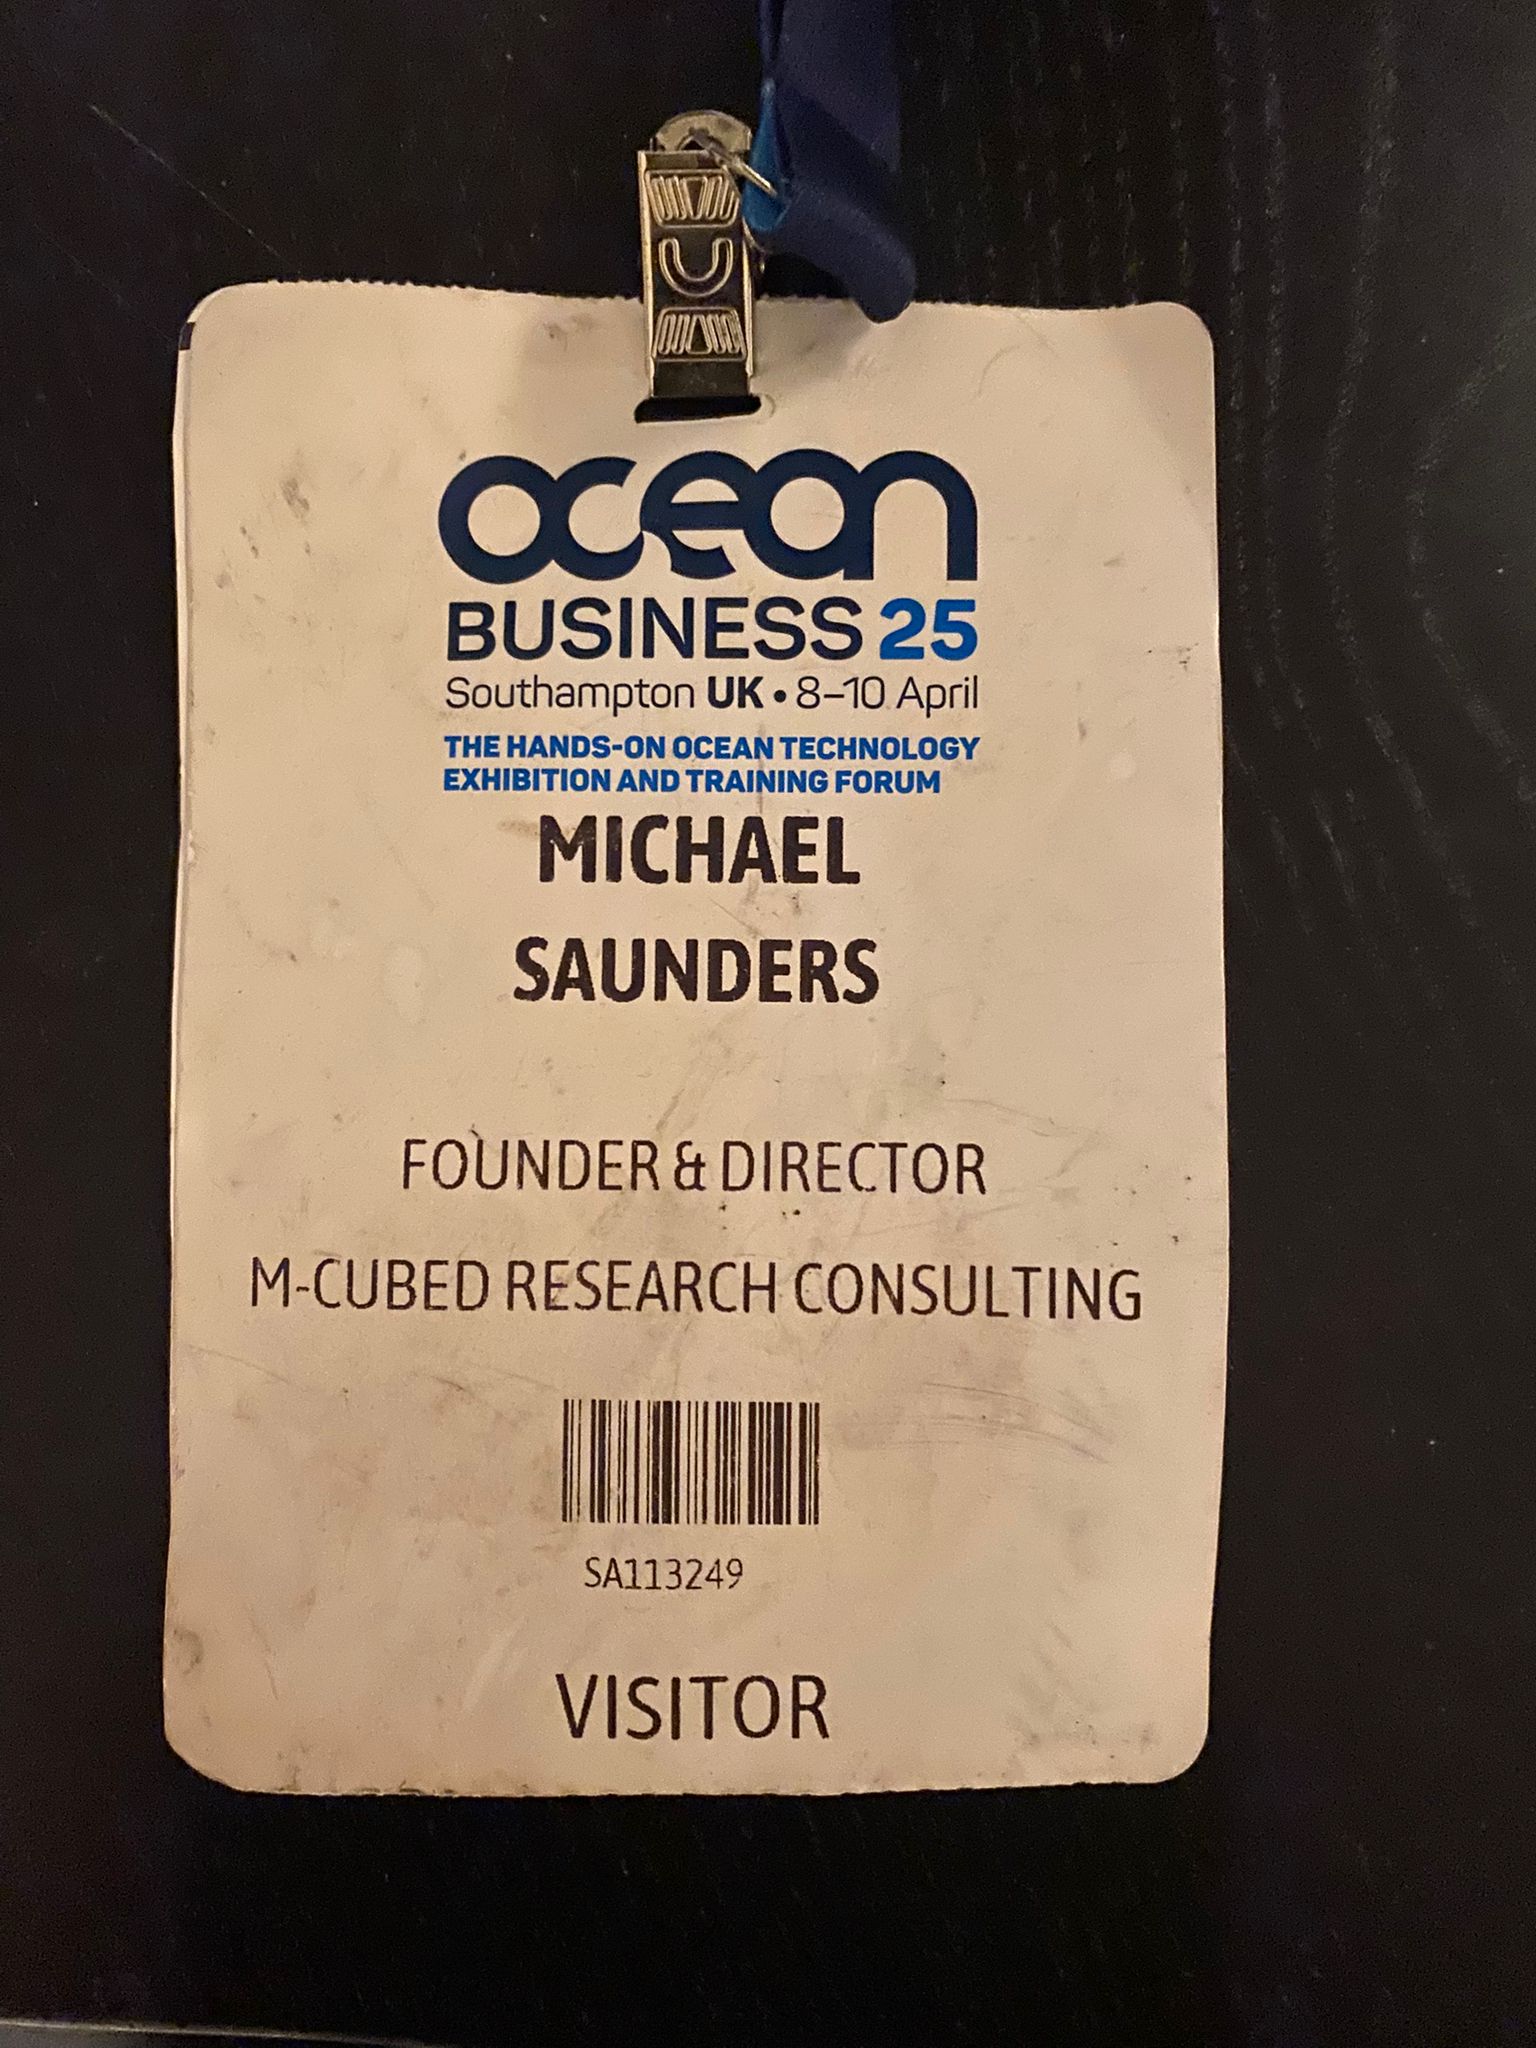 ocean
BUSINESS 25
Southampton UK • 8–10 April
THE HANDS-ON OCEAN TECHNOLOGY
EXHIBITION AND TRAINING FORUM
MICHAEL
SAUNDERS
FOUNDER & DIRECTOR
M-CUBED RESEARCH CONSULTING
SA113249
VISITOR